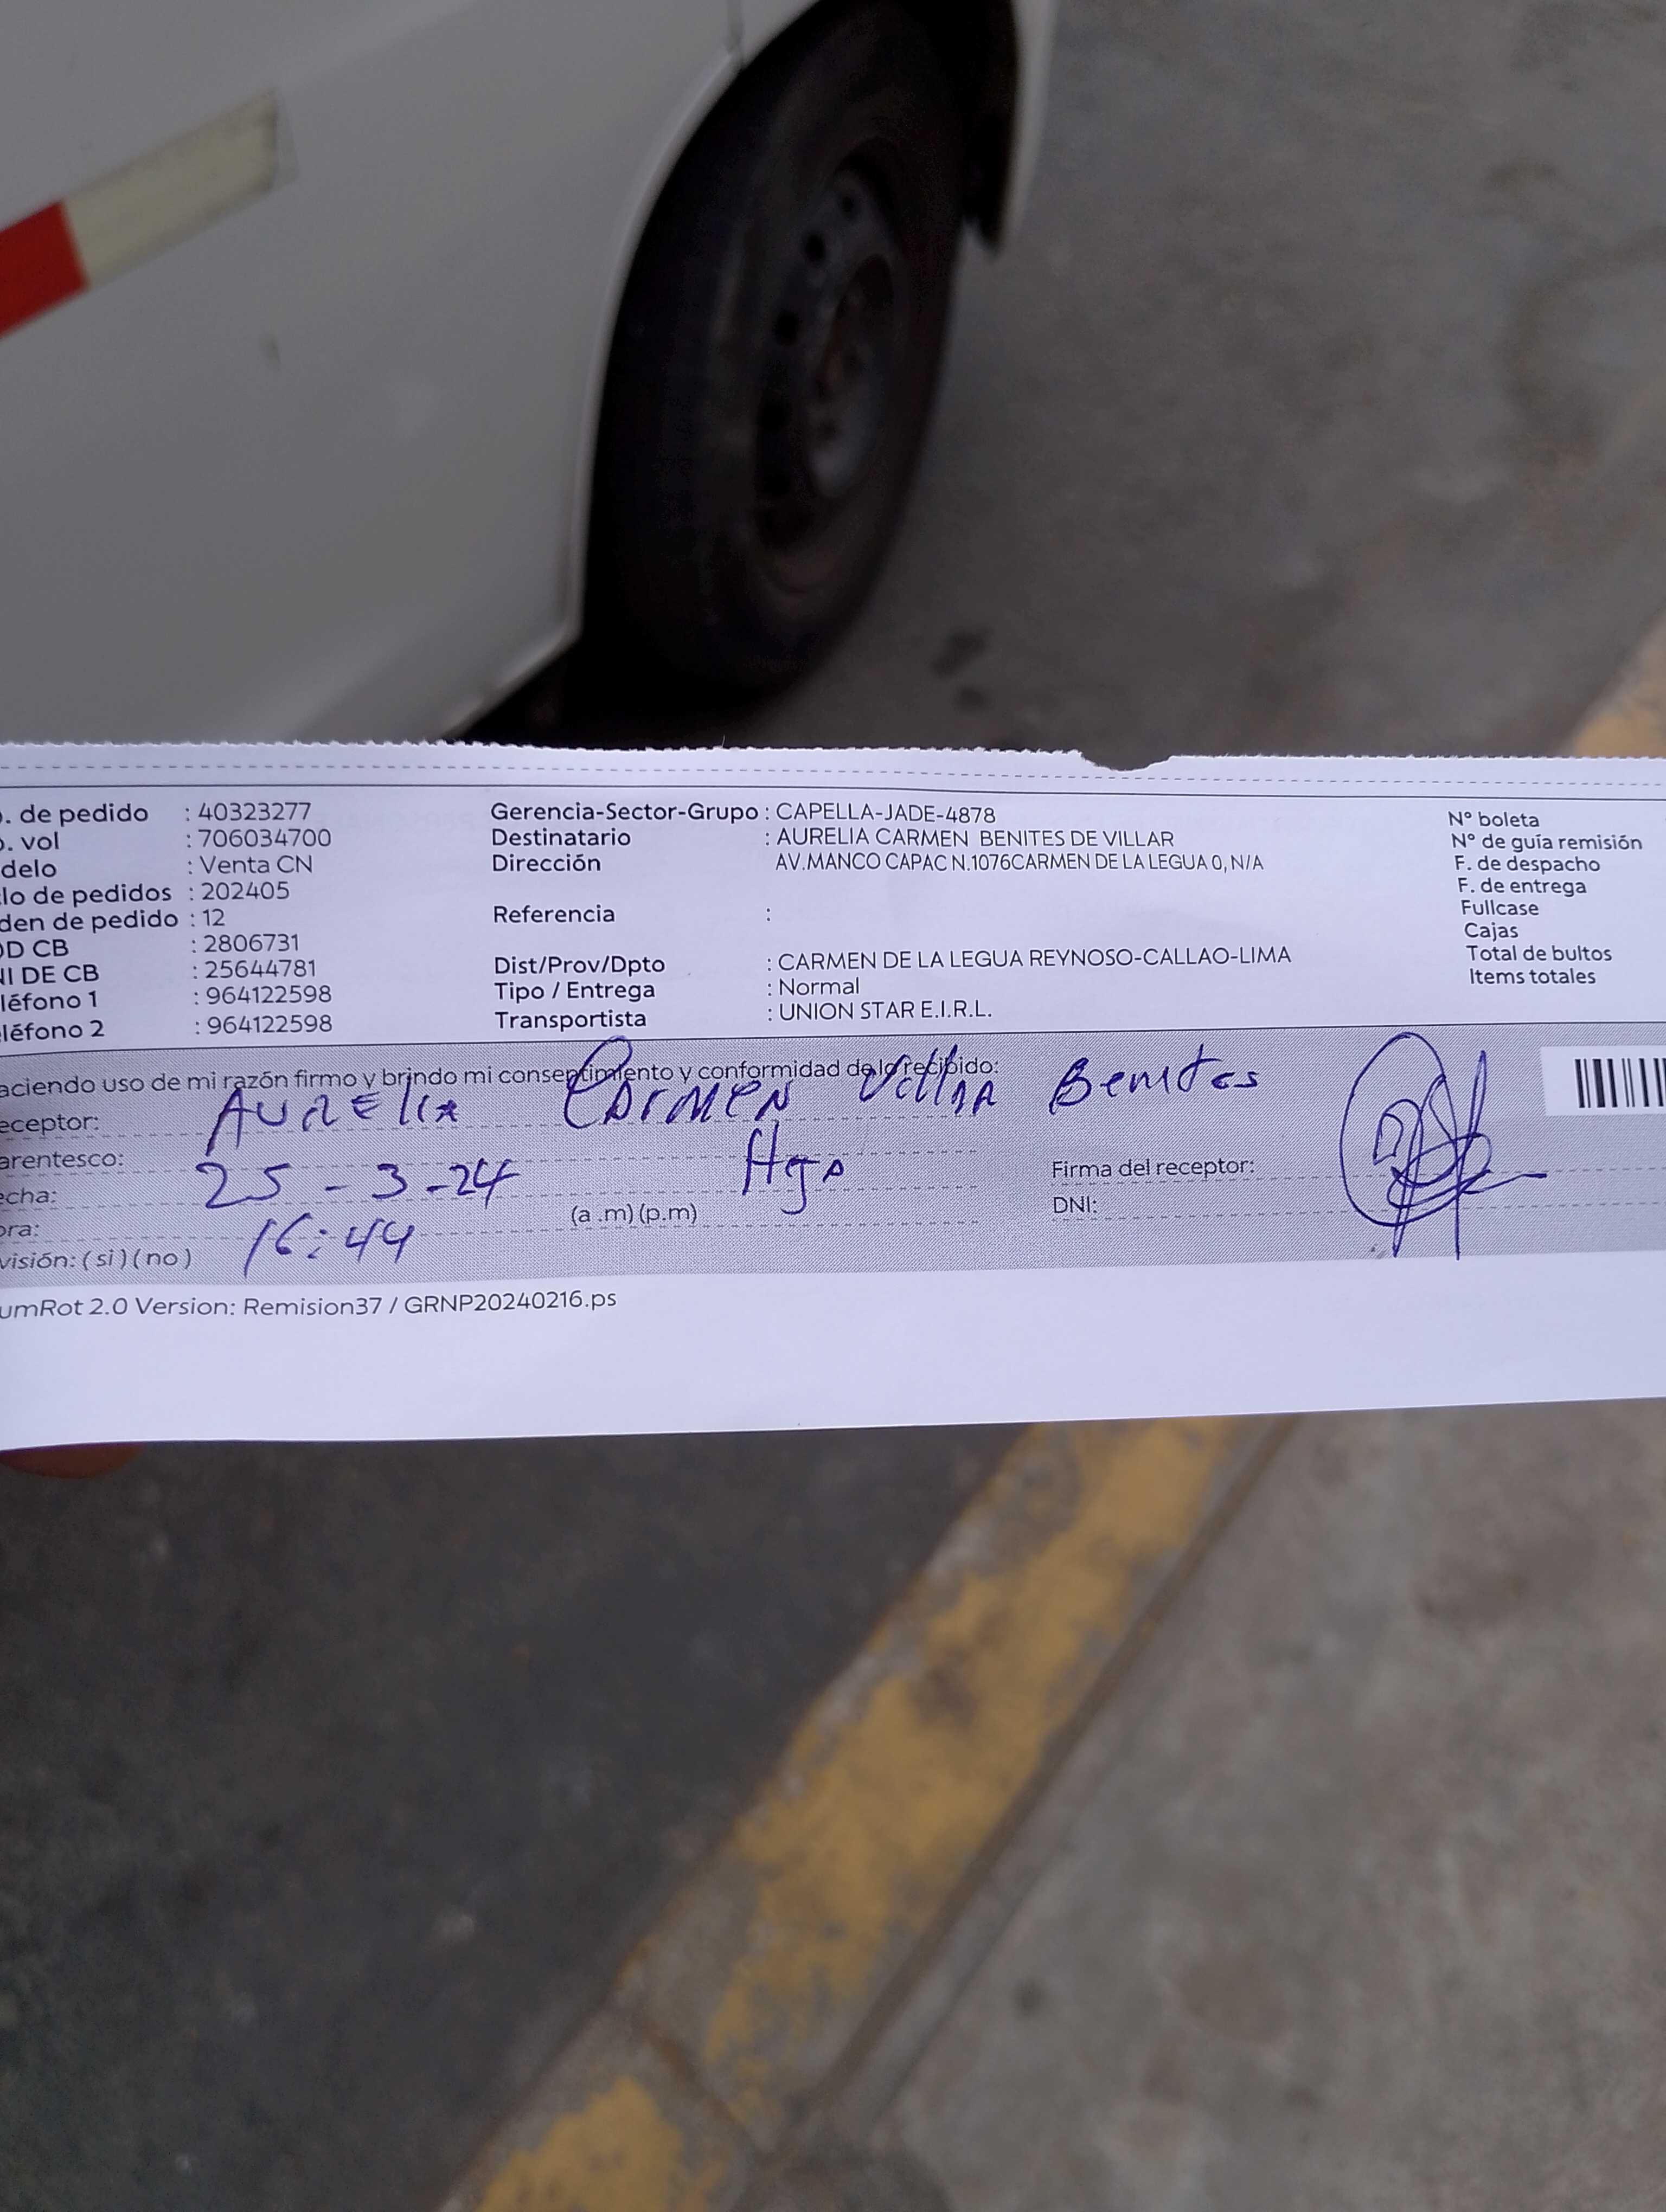 . de pedido : 40323277 Gerencia-Sector-Grupo : CAPELLA-JADE-4878 N° boleta
. vol : 706034700 Destinatario : AURELIA CARMEN BENITES DE VILLAR N° de guía remisión
delo : Venta CN Dirección AV.MANCO CAPAC N.1076CARMEN DE LA LEGUA 0, N/A F. de despacho
lo de pedidos : 202405 F. de entrega
den de pedido : 12 Referencia : Fullcase
D CB : 2806731 Cajas
NI DE CB : 25644781 Dist/Prov/Dpto : CARMEN DE LA LEGUA REYNOSO-CALLAO-LIMA Total de bultos
léfono 1 : 964122598 Tipo / Entrega : Normal Items totales
léfono 2 : 964122598 Transportista : UNION STAR E.I.R.L.
aciendo uso de mi razón firmo y brindo mi consentimiento y conformidad de lo recibido:
eceptor: AURELIA CARMEN Villar Benites
arentesco: Hija Firma del receptor:
echa: 25-3-24 DNI:
ora: 16:44 (a .m) (p.m)
visión: ( si ) ( no )
umRot 2.0 Version: Remision37 / GRNP20240216.ps